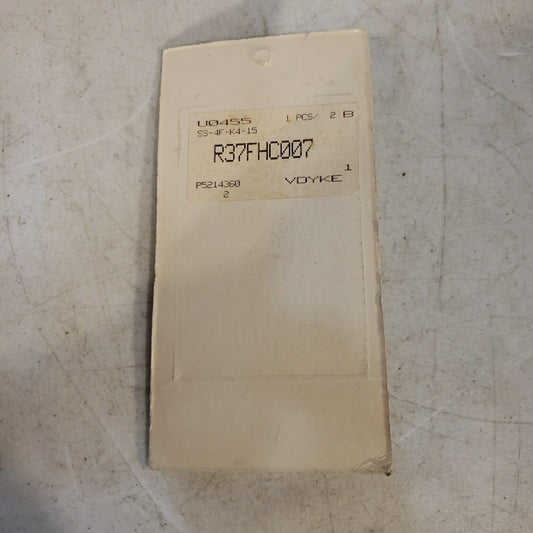 U0455 1 PCS/ 2 B
SS-4F-K4-15
R37FHC007
1
P5214360 VDYKE
2